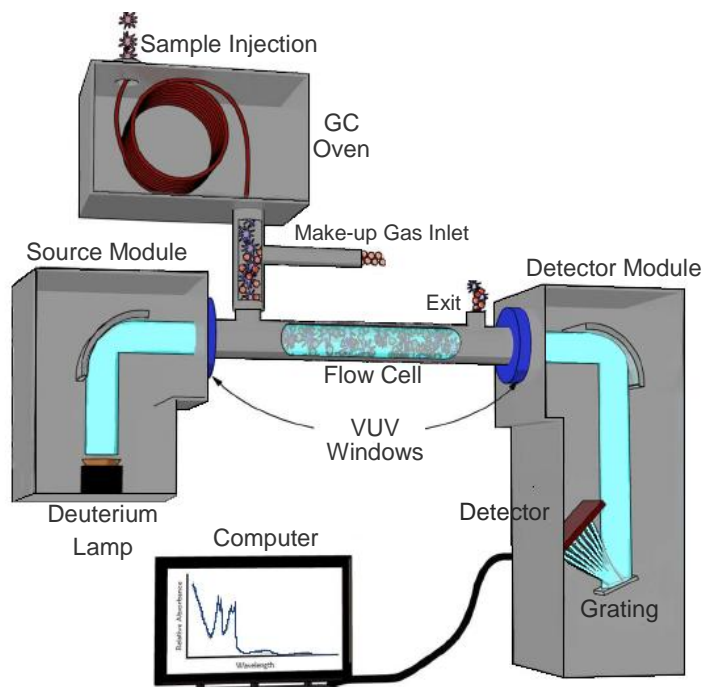 Sample Injection
GC
Oven
Make-up Gas Inlet
Source Module
Detector Module
Exit
Flow Cell
VUV
Windows
Deuterium
Lamp
Detector
Computer
Grating
Relative Absorbance
Wavelength